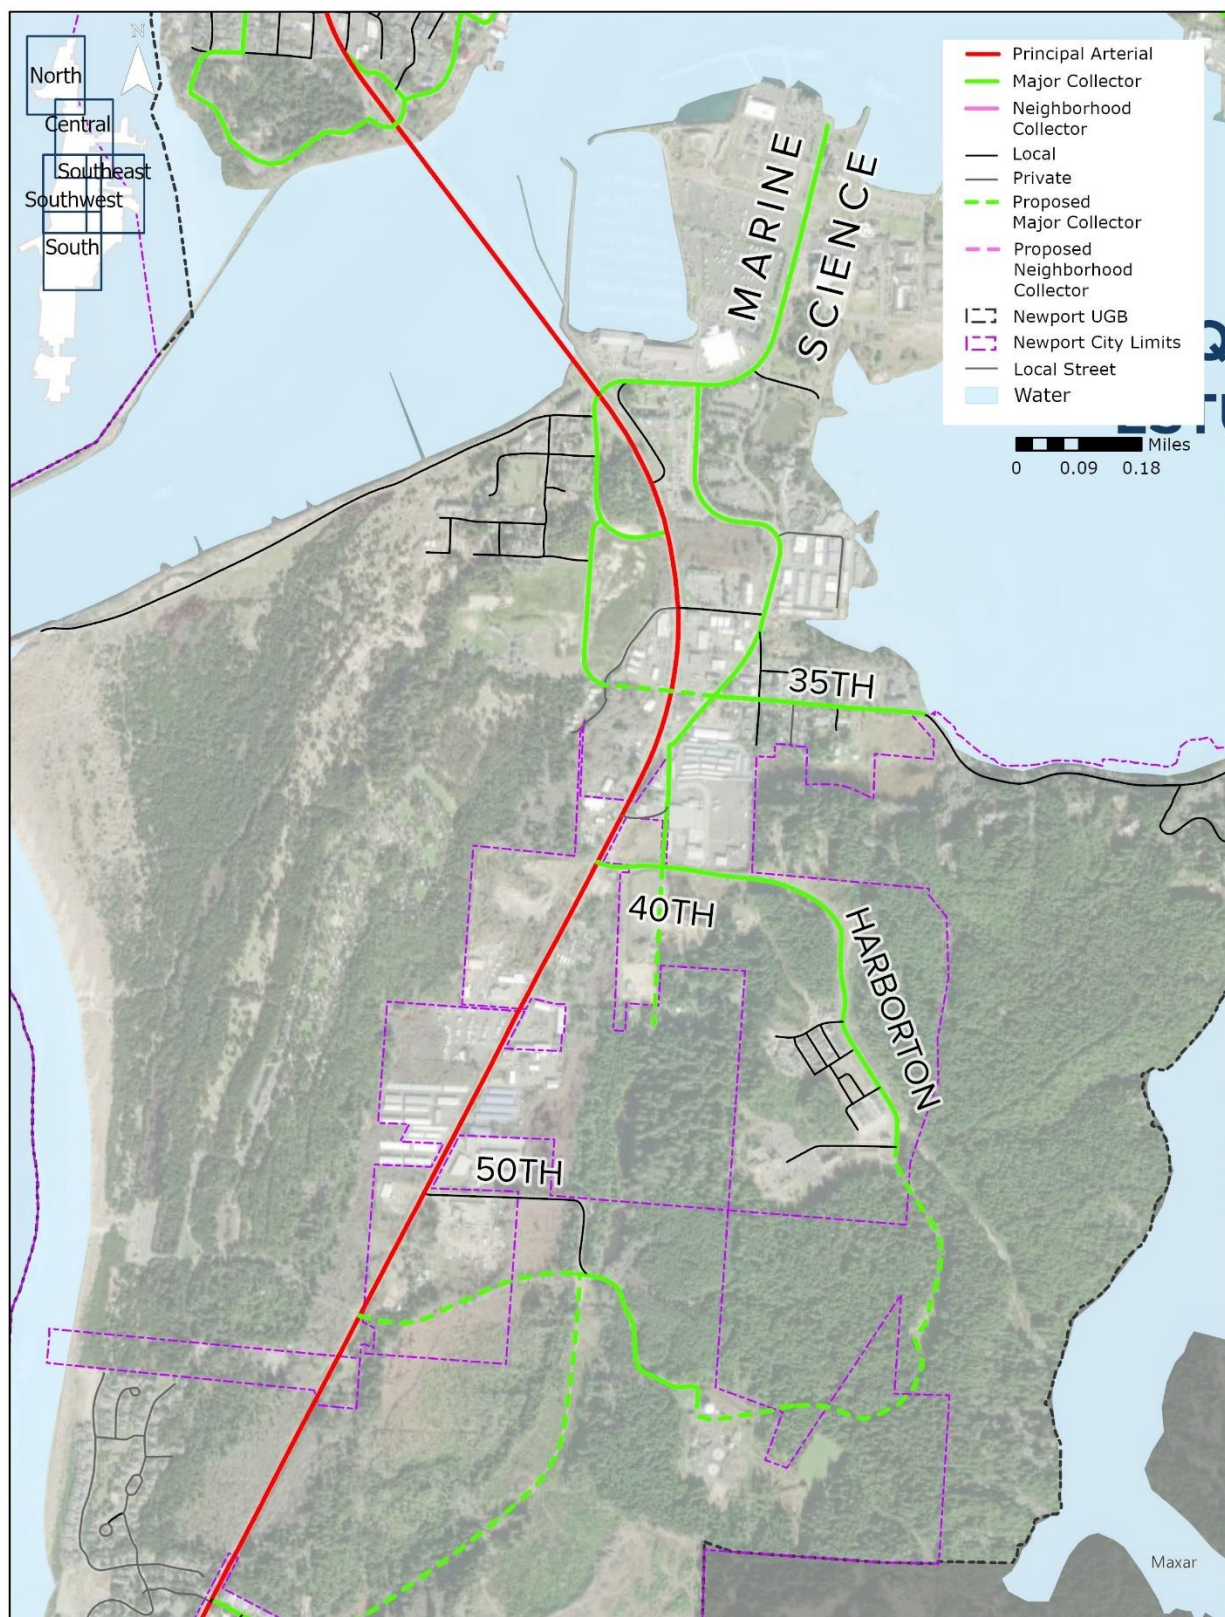 N
North
Central
Southeast
Southwest
South
Principal Arterial
Major Collector
Neighborhood
Collector
Local
Private
Proposed
Major Collector
Proposed
Neighborhood
Collector
Newport UGB
Newport City Limits
Local Street
Water
Miles
0 0.09 0.18
MARINE
SCIENCE
35TH
40TH
HARBORTON
50TH
Maxar